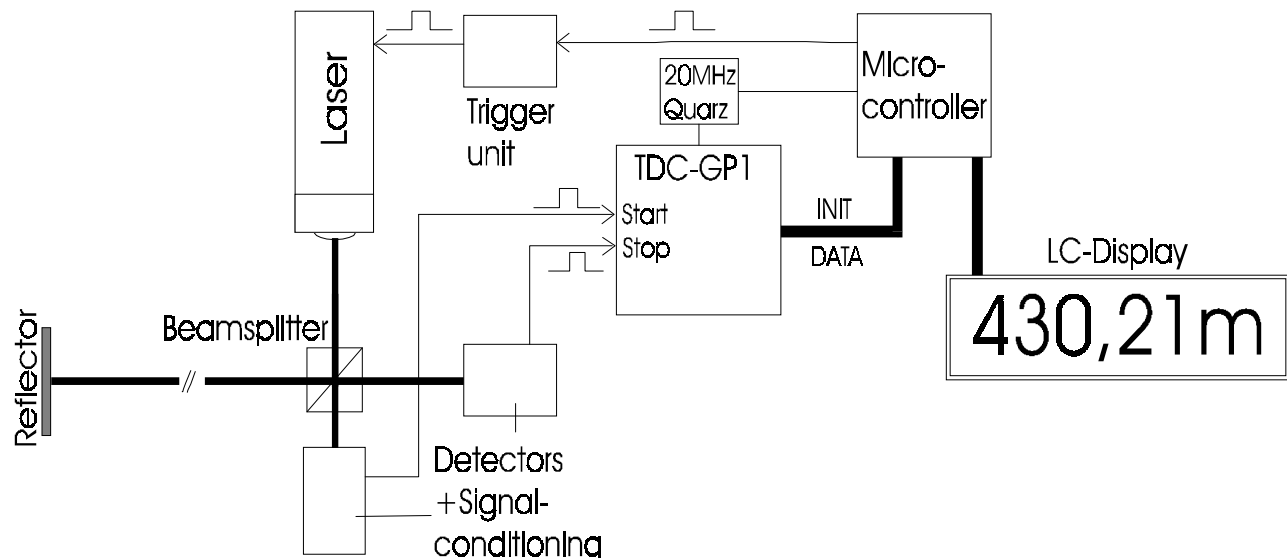 Laser
Trigger
unit
20MHz
Quarz
Micro-
controller
TDC-GP1
Start
Stop
INIT
DATA
LC-Display
430,21m
Reflector
Beamsplitter
//
Detectors
+Signal-
conditioning